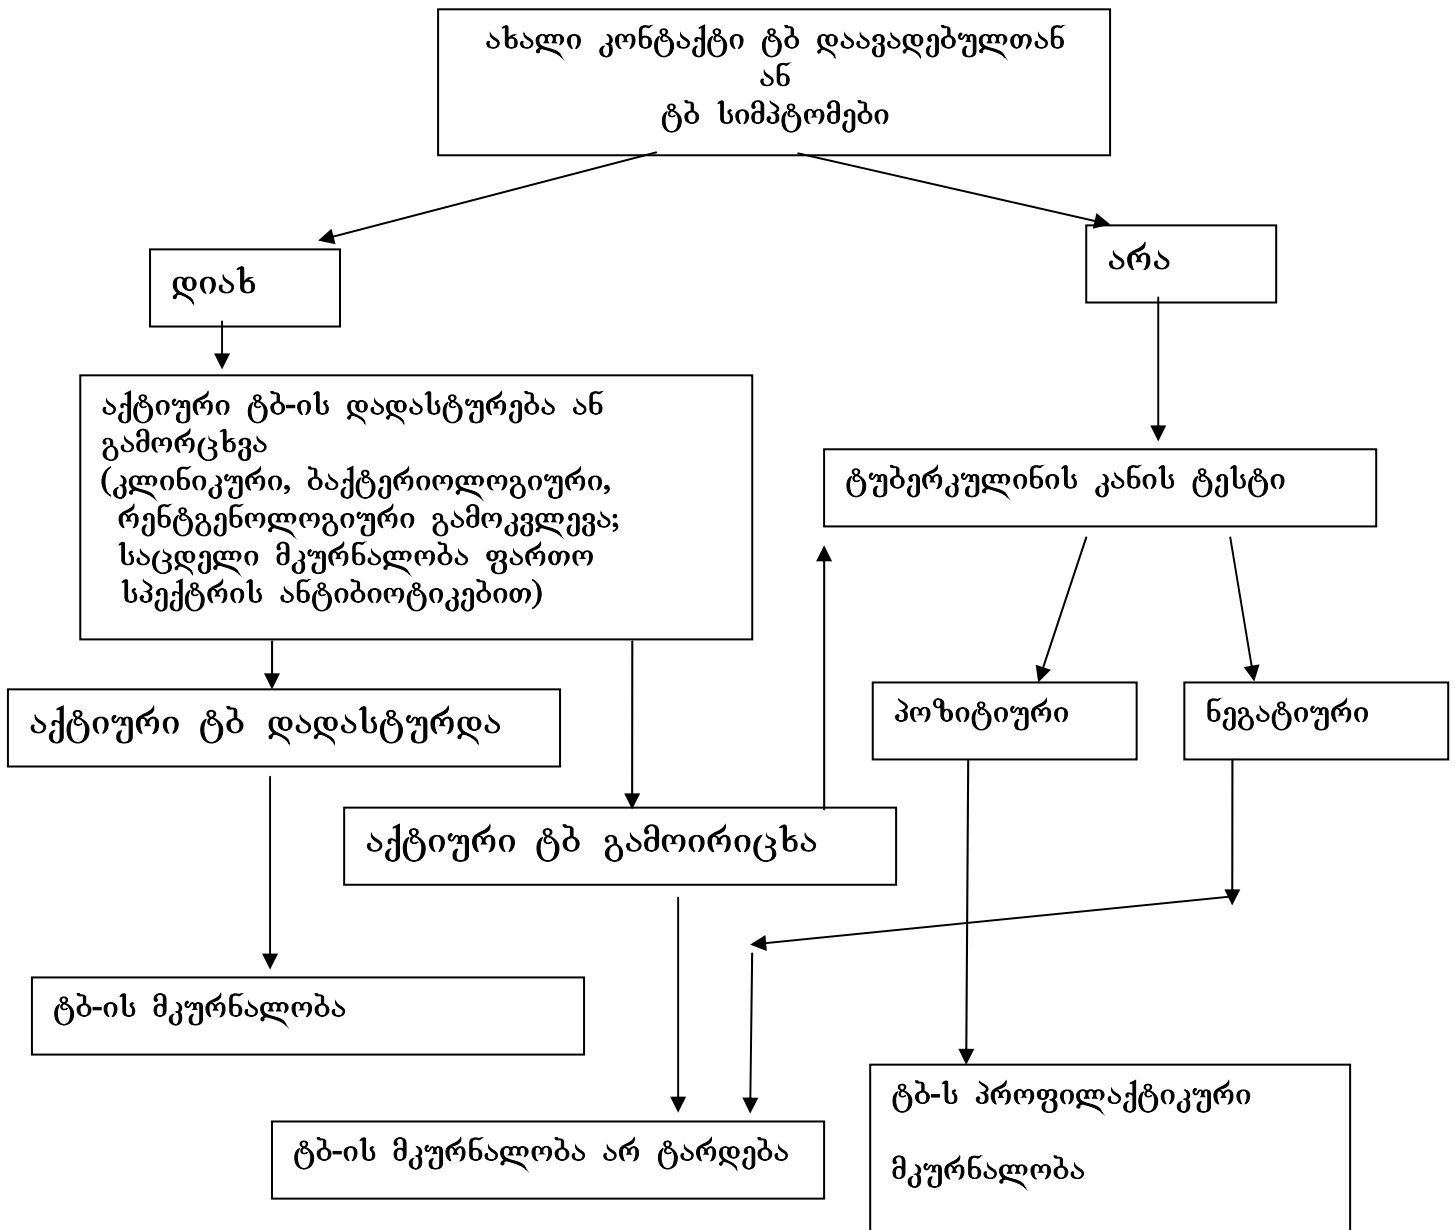 ახალი კონტაქტი ტბ დაავადებულთან
ან
ტბ სიმპტომები
დიახ
არა
აქტიური ტბ-ის დადასტურება ან
გამორცხვა
(კლინიკური, ბაქტერიოლოგიური,
რენტგენოლოგიური გამოკვლევა;
საცდელი მკურნალობა ფართო
სპექტრის ანტიბიოტიკებით)
ტუბერკულინის კანის ტესტი
აქტიური ტბ დადასტურდა
პოზიტიური
ნეგატიური
აქტიური ტბ გამოირიცხა
ტბ-ის მკურნალობა
ტბ-ს პროფილაქტიკური
მკურნალობა
ტბ-ის მკურნალობა არ ტარდება